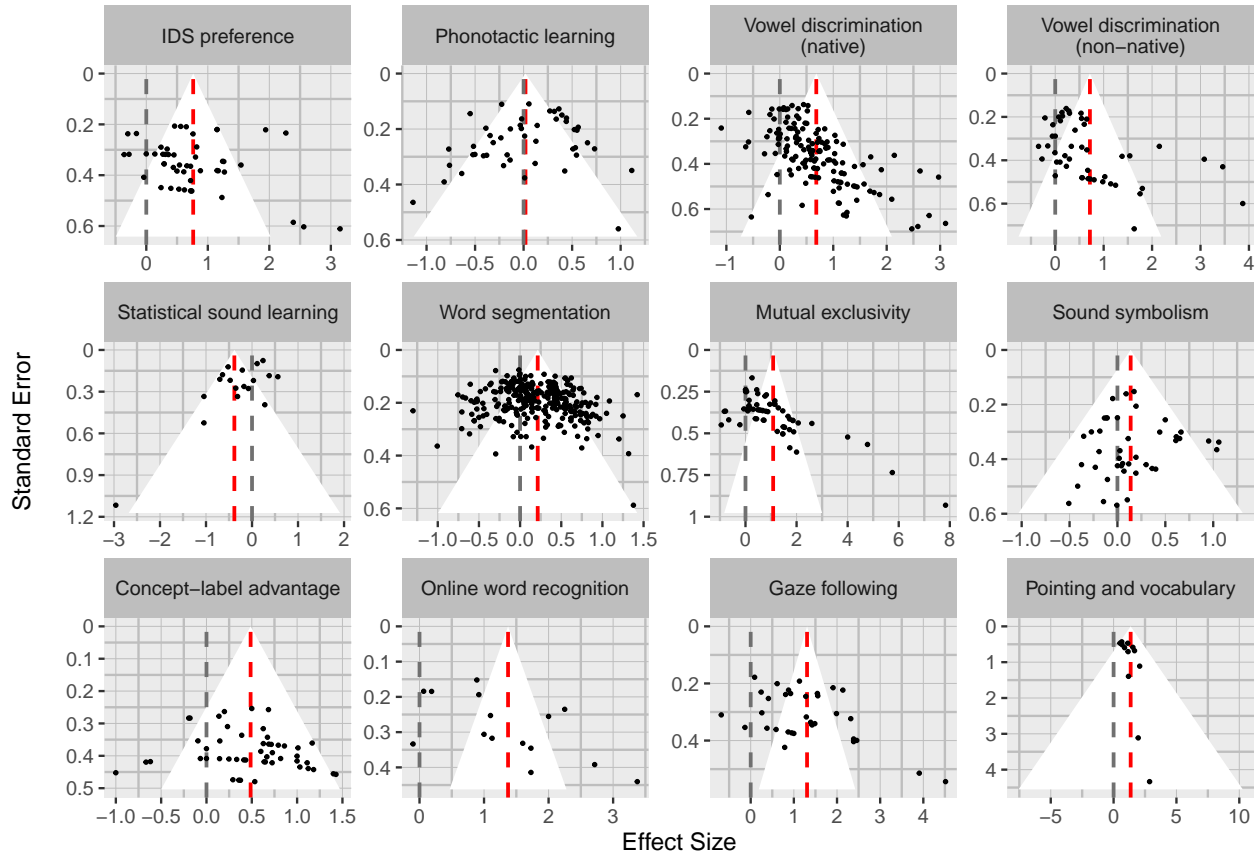 IDS preference
Phonotactic learning
Vowel discrimination
(native)
Vowel discrimination
(non−native)
0
0.2
0.4
0.6
0 1 2 3
0
0.2
0.4
0.6
−1.0 −0.5 0.0 0.5 1.0
0
0.2
0.4
0.6
−1 0 1 2 3
0
0.2
0.4
0.6
0 1 2 3 4
Statistical sound learning
Word segmentation
Mutual exclusivity
Sound symbolism
0
0.3
0.6
0.9
1.2
−3 −2 −1 0 1 2
0
0.2
0.4
0.6
−1.0 −0.5 0.0 0.5 1.0 1.5
0
0.25
0.5
0.75
1
0 2 4 6 8
0
0.2
0.4
0.6
−1.0 −0.5 0.0 0.5 1.0
Concept−label advantage
Online word recognition
Gaze following
Pointing and vocabulary
0
0.1
0.2
0.3
0.4
0.5
−1.0 −0.5 0.0 0.5 1.0 1.5
0
0.1
0.2
0.3
0.4
0 1 2 3
0
0.2
0.4
−1 0 1 2 3 4
0
1
2
3
4
−5 0 5 10
Standard Error
Effect Size